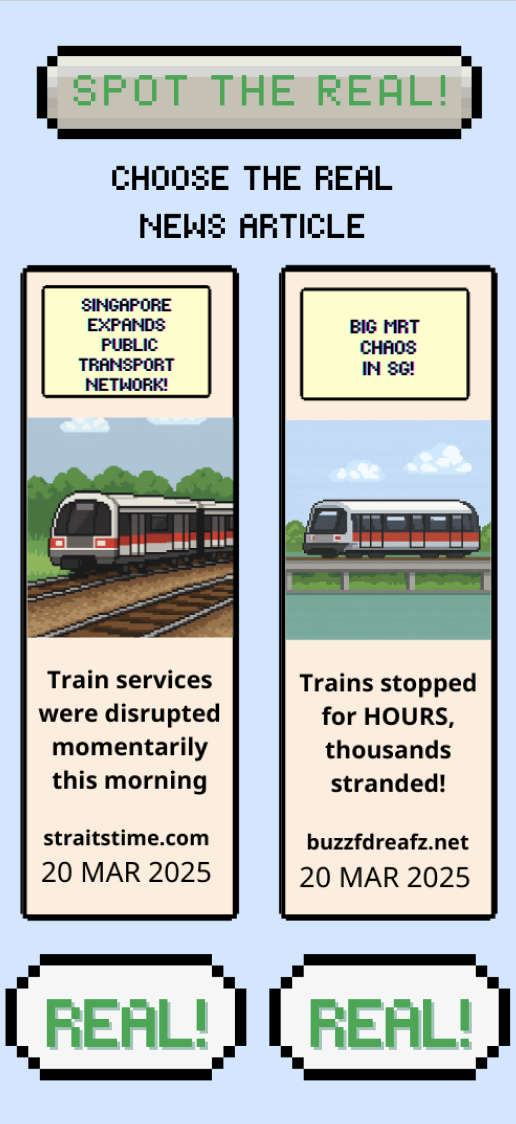 SPOT THE REAL!
CHOOSE THE REAL
NEWS ARTICLE
SINGAPORE
EXPANDS
PUBLIC
TRANSPORT
NETWORK!
Train services
were disrupted
momentarily
this morning
straitstime.com
20 MAR 2025
BIG MRT
CHAOS
IN SG!
Trains stopped
for HOURS,
thousands
stranded!
buzzfdreafz.net
20 MAR 2025
REAL!
REAL!